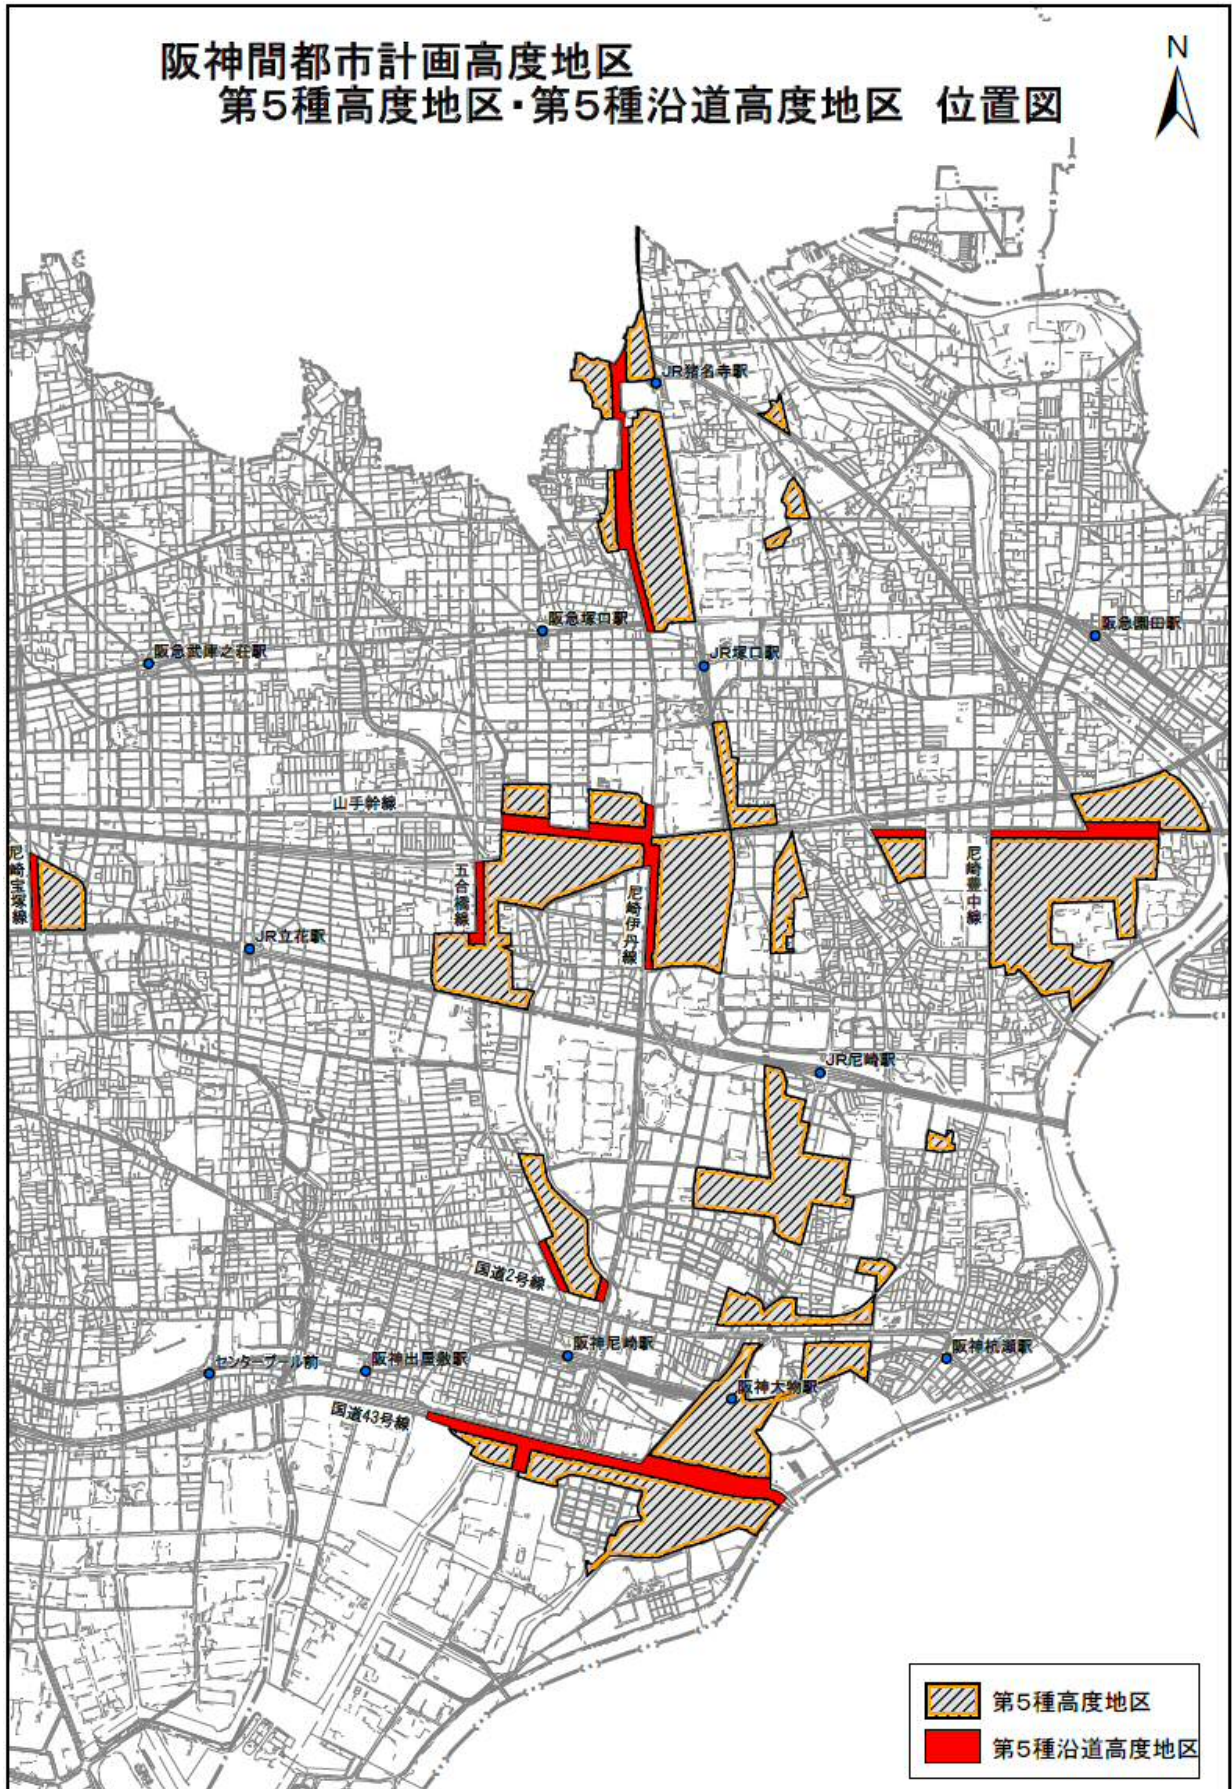 阪神間都市計画高度地区
第5種高度地区・第5種沿道高度地区 位置図
N
JR猪名寺駅
阪急塚口駅
阪急園田駅
阪急武庫之荘駅
JR塚口駅
山手幹線
尼崎宝塚線
五合橋線
尼崎伊丹線
尼崎豊中線
JR立花駅
JR尼崎駅
国道2号線
阪神尼崎駅
阪神杭瀬駅
センタープール前
阪神出屋敷駅
阪神大物駅
国道43号線
第5種高度地区
第5種沿道高度地区